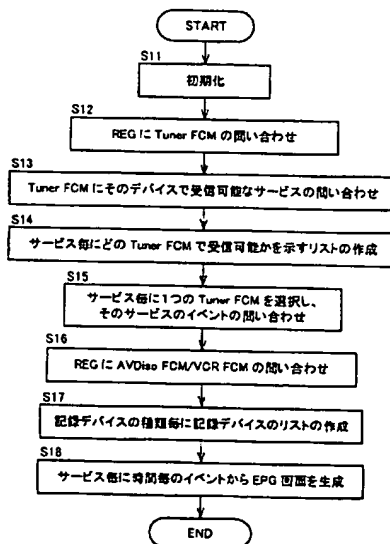 START
S11
初期化
S12
REG に Tuner FCM の問い合わせ
S13
Tuner FCM にそのデバイスで受信可能なサービスの問い合わせ
S14
サービス毎にどの Tuner FCM で受信可能かを示すリストの作成
S15
サービス毎に1つの Tuner FCM を選択し、
そのサービスのイベントの問い合わせ
S16
REG に AVDisc FCM/VCR FCM の問い合わせ
S17
記録デバイスの種類毎に記録デバイスのリストの作成
S18
サービス毎に時間毎のイベントから EPG 画面を生成
END